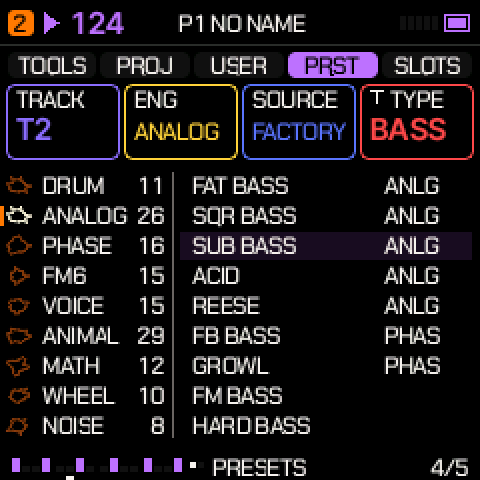 2 124 P1 NO NAME
TOOLS PROJ USER PRST SLOTS
TRACK ENG SOURCE T TYPE
T2 ANALOG FACTORY BASS
DRUM 11 FAT BASS ANLG
ANALOG 26 SQR BASS ANLG
PHASE 16 SUB BASS ANLG
FM6 15 ACID ANLG
VOICE 15 REESE ANLG
ANIMAL 29 FB BASS PHAS
MATH 12 GROWL PHAS
WHEEL 10 FM BASS
NOISE 8 HARD BASS
PRESETS 4/5